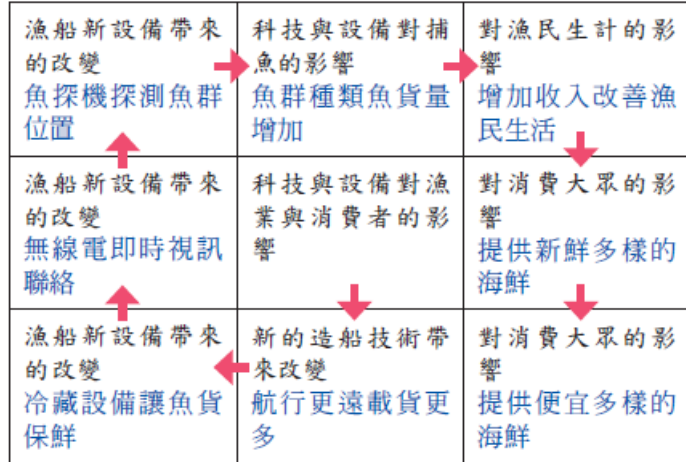 漁船新設備帶來
的改變
魚探機探測魚群
位置
科技與設備對捕
魚的影響
魚群種類魚貨量
增加
對漁民生計的影
響
增加收入改善漁
民生活
漁船新設備帶來
的改變
無線電即時視訊
聯絡
科技與設備對漁
業與消費者的影
響
對消費大眾的影
響
提供新鮮多樣的
海鮮
漁船新設備帶來
的改變
冷藏設備讓魚貨
保鮮
新的造船技術帶
來改變
航行更遠載貨更
多
對消費大眾的影
響
提供便宜多樣的
海鮮